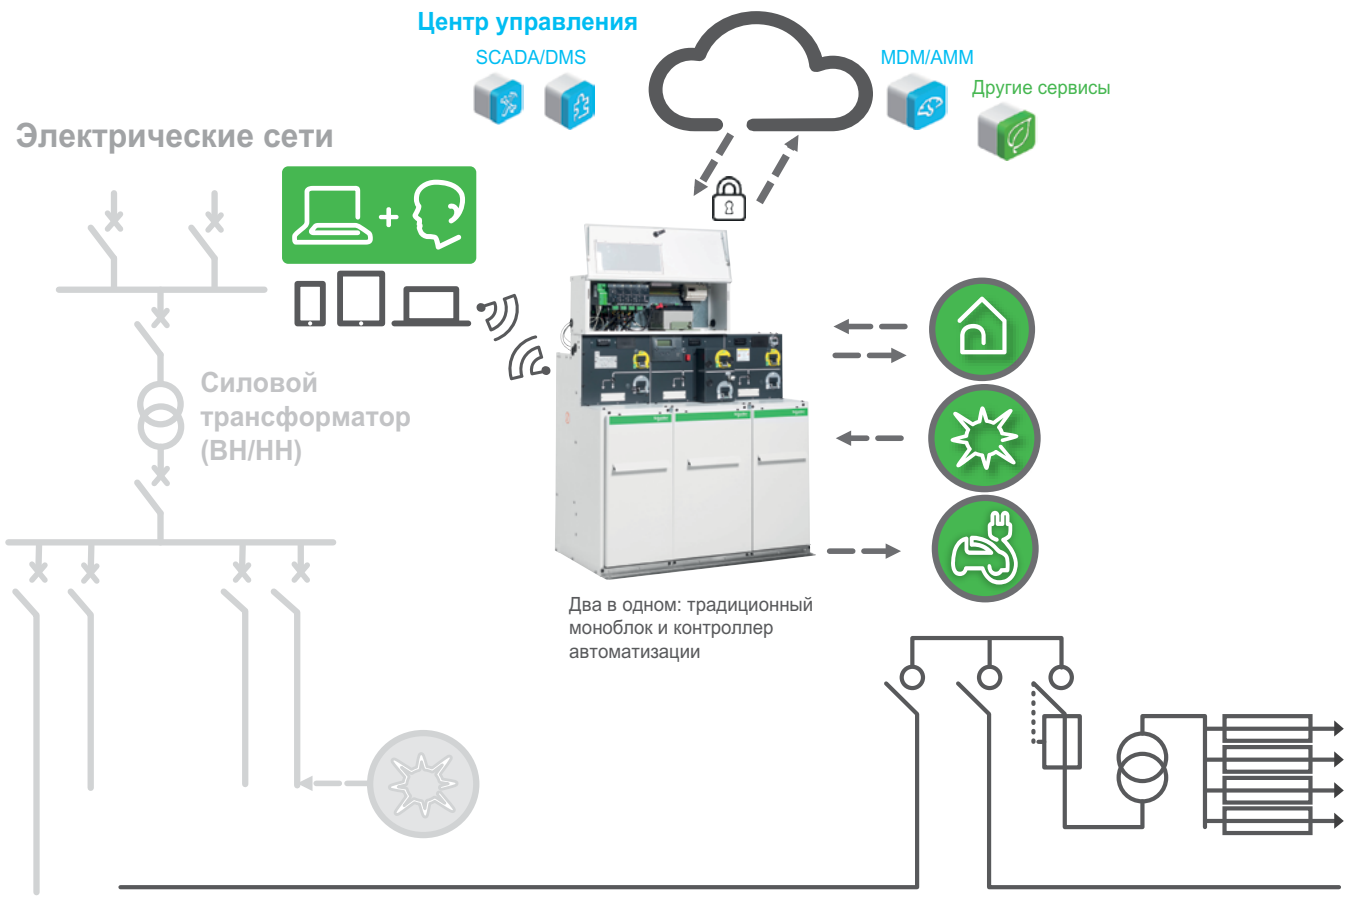 Центр управления
SCADA/DMS
MDM/AMM
Другие сервисы
Электрические сети
Силовой
трансформатор
(ВН/НН)
Два в одном: традиционный
моноблок и контроллер
автоматизации